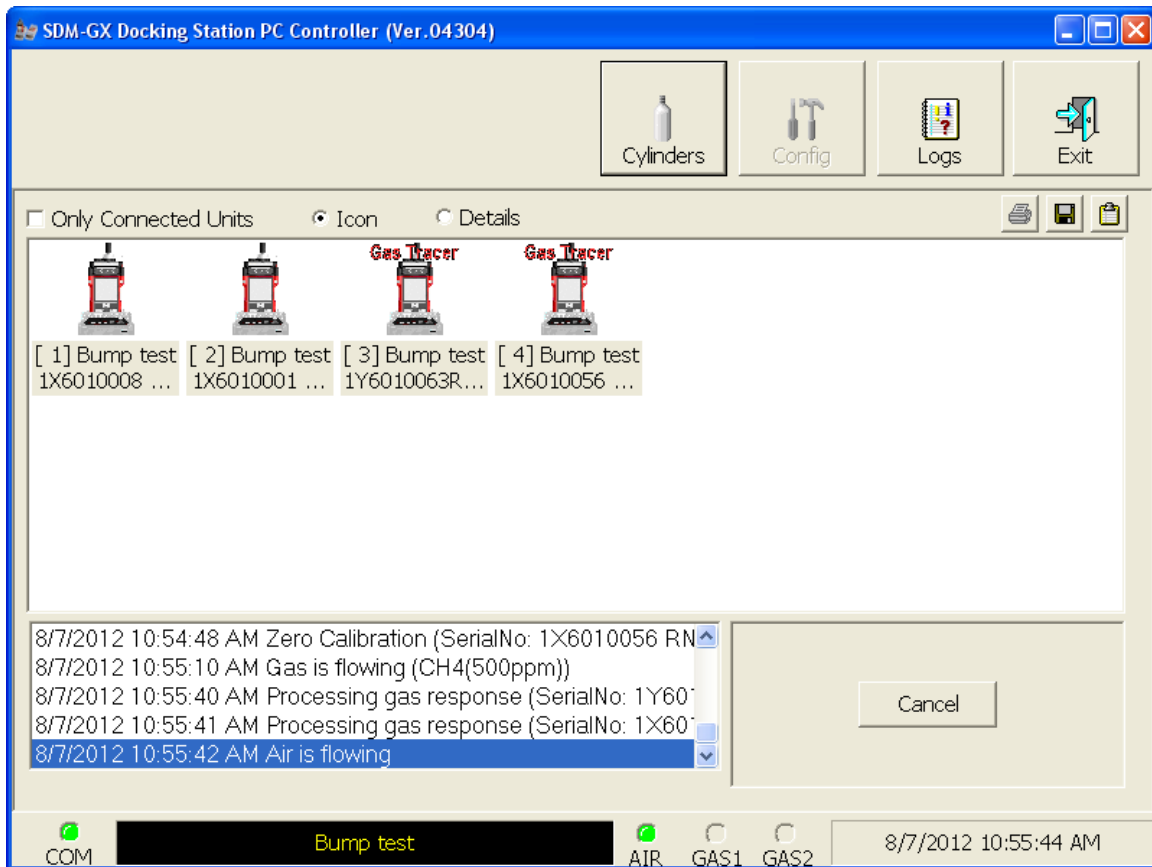 SDM-GX Docking Station PC Controller (Ver.04304)
Cylinders Config Logs Exit
Only Connected Units Icon Details
Gas Tracer Gas Tracer
[ 1] Bump test [ 2] Bump test [ 3] Bump test [ 4] Bump test
1X6010008 ... 1X6010001 ... 1Y6010063R... 1X6010056 ...
8/7/2012 10:54:48 AM Zero Calibration (SerialNo: 1X6010056 RN
8/7/2012 10:55:10 AM Gas is flowing (CH4(500ppm))
8/7/2012 10:55:40 AM Processing gas response (SerialNo: 1Y601
8/7/2012 10:55:41 AM Processing gas response (SerialNo: 1X601
8/7/2012 10:55:42 AM Air is flowing
Cancel
COM Bump test AIR GAS1 GAS2 8/7/2012 10:55:44 AM